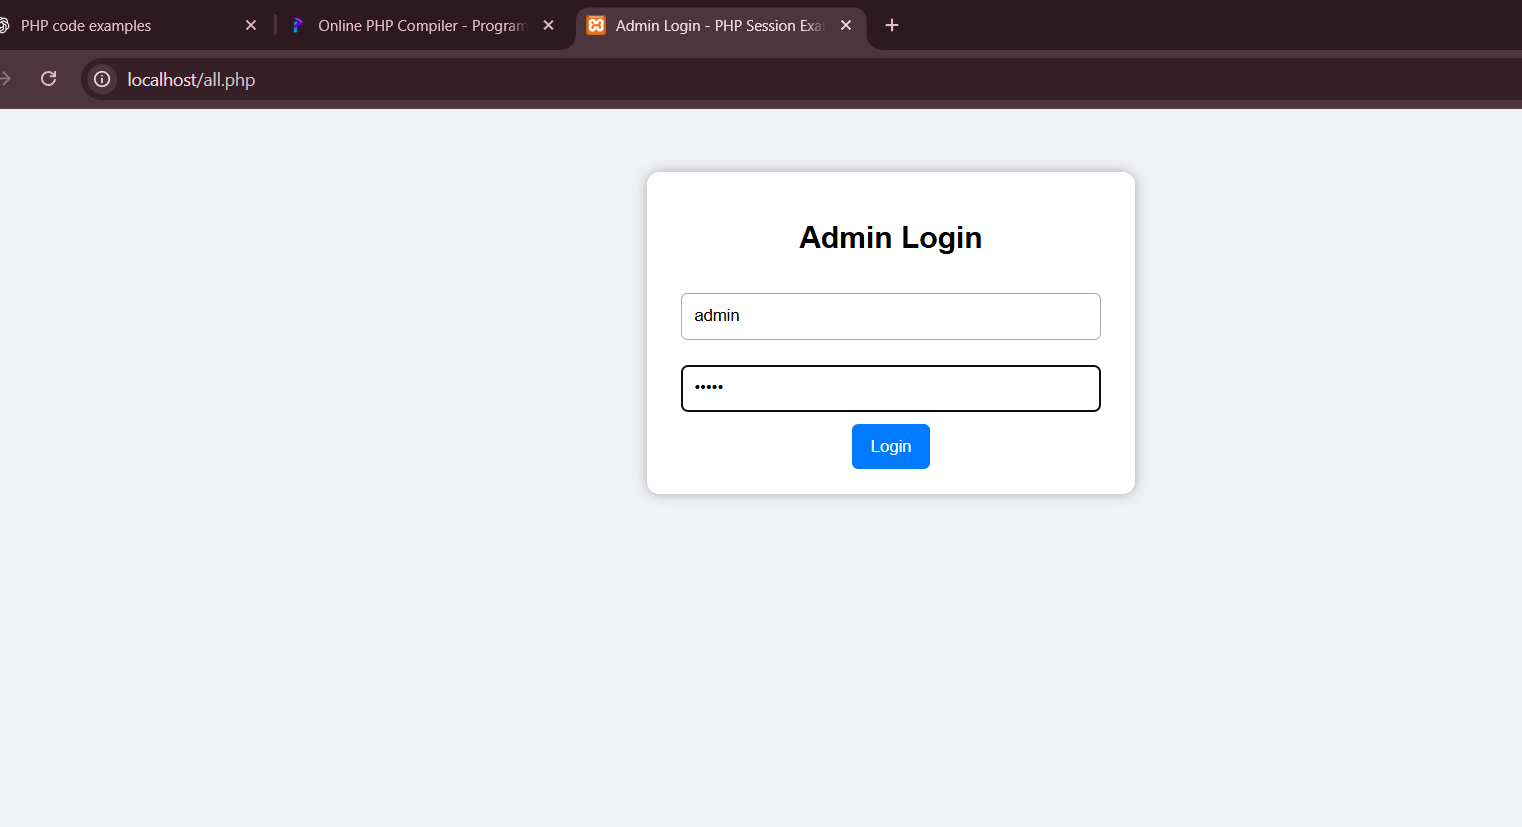 PHP code examples
Online PHP Compiler - Program
Admin Login - PHP Session Exa
localhost/all.php
Admin Login
admin
•••••
Login